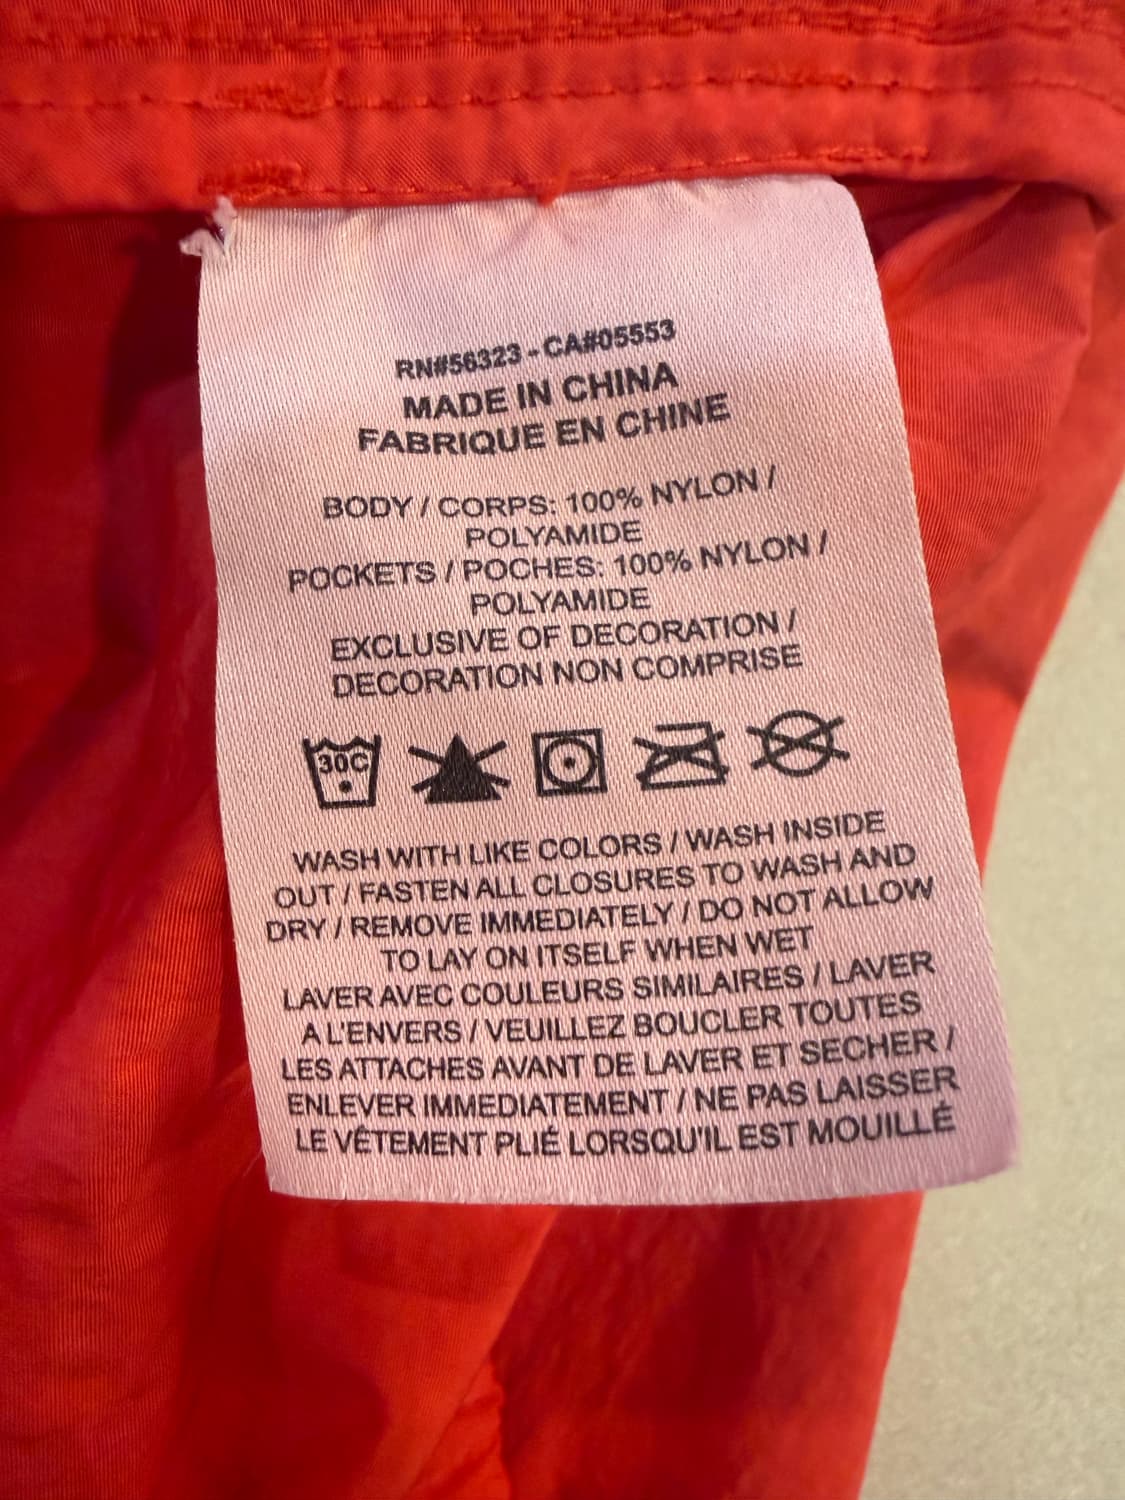 RN#56323 - CA#05553
MADE IN CHINA
FABRIQUE EN CHINE
BODY / CORPS: 100% NYLON /
POLYAMIDE
POCKETS / POCHES: 100% NYLON /
POLYAMIDE
EXCLUSIVE OF DECORATION /
DECORATION NON COMPRISE
30C
WASH WITH LIKE COLORS / WASH INSIDE
OUT / FASTEN ALL CLOSURES TO WASH AND
DRY / REMOVE IMMEDIATELY / DO NOT ALLOW
TO LAY ON ITSELF WHEN WET
LAVER AVEC COULEURS SIMILAIRES / LAVER
A L'ENVERS / VEUILLEZ BOUCLER TOUTES
LES ATTACHES AVANT DE LAVER ET SECHER /
ENLEVER IMMEDIATEMENT / NE PAS LAISSER
LE VÊTEMENT PLIÉ LORSQU'IL EST MOUILLÉ